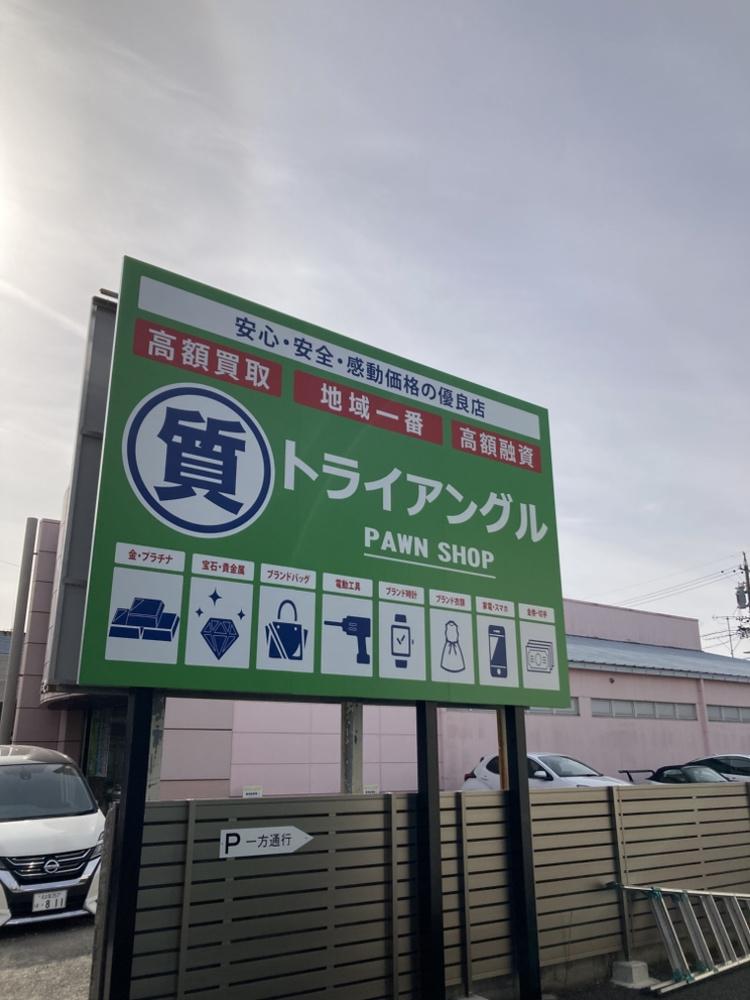 安心・安全・感動価格の優良店
高額買取 地域一番 高額融資
質 トライアングル
PAWN SHOP
金・プラチナ 宝石・貴金属 ブランドバッグ 電動工具 ブランド時計 ブランド衣類 家電・スマホ 金券・切手
P 一方通行
・811